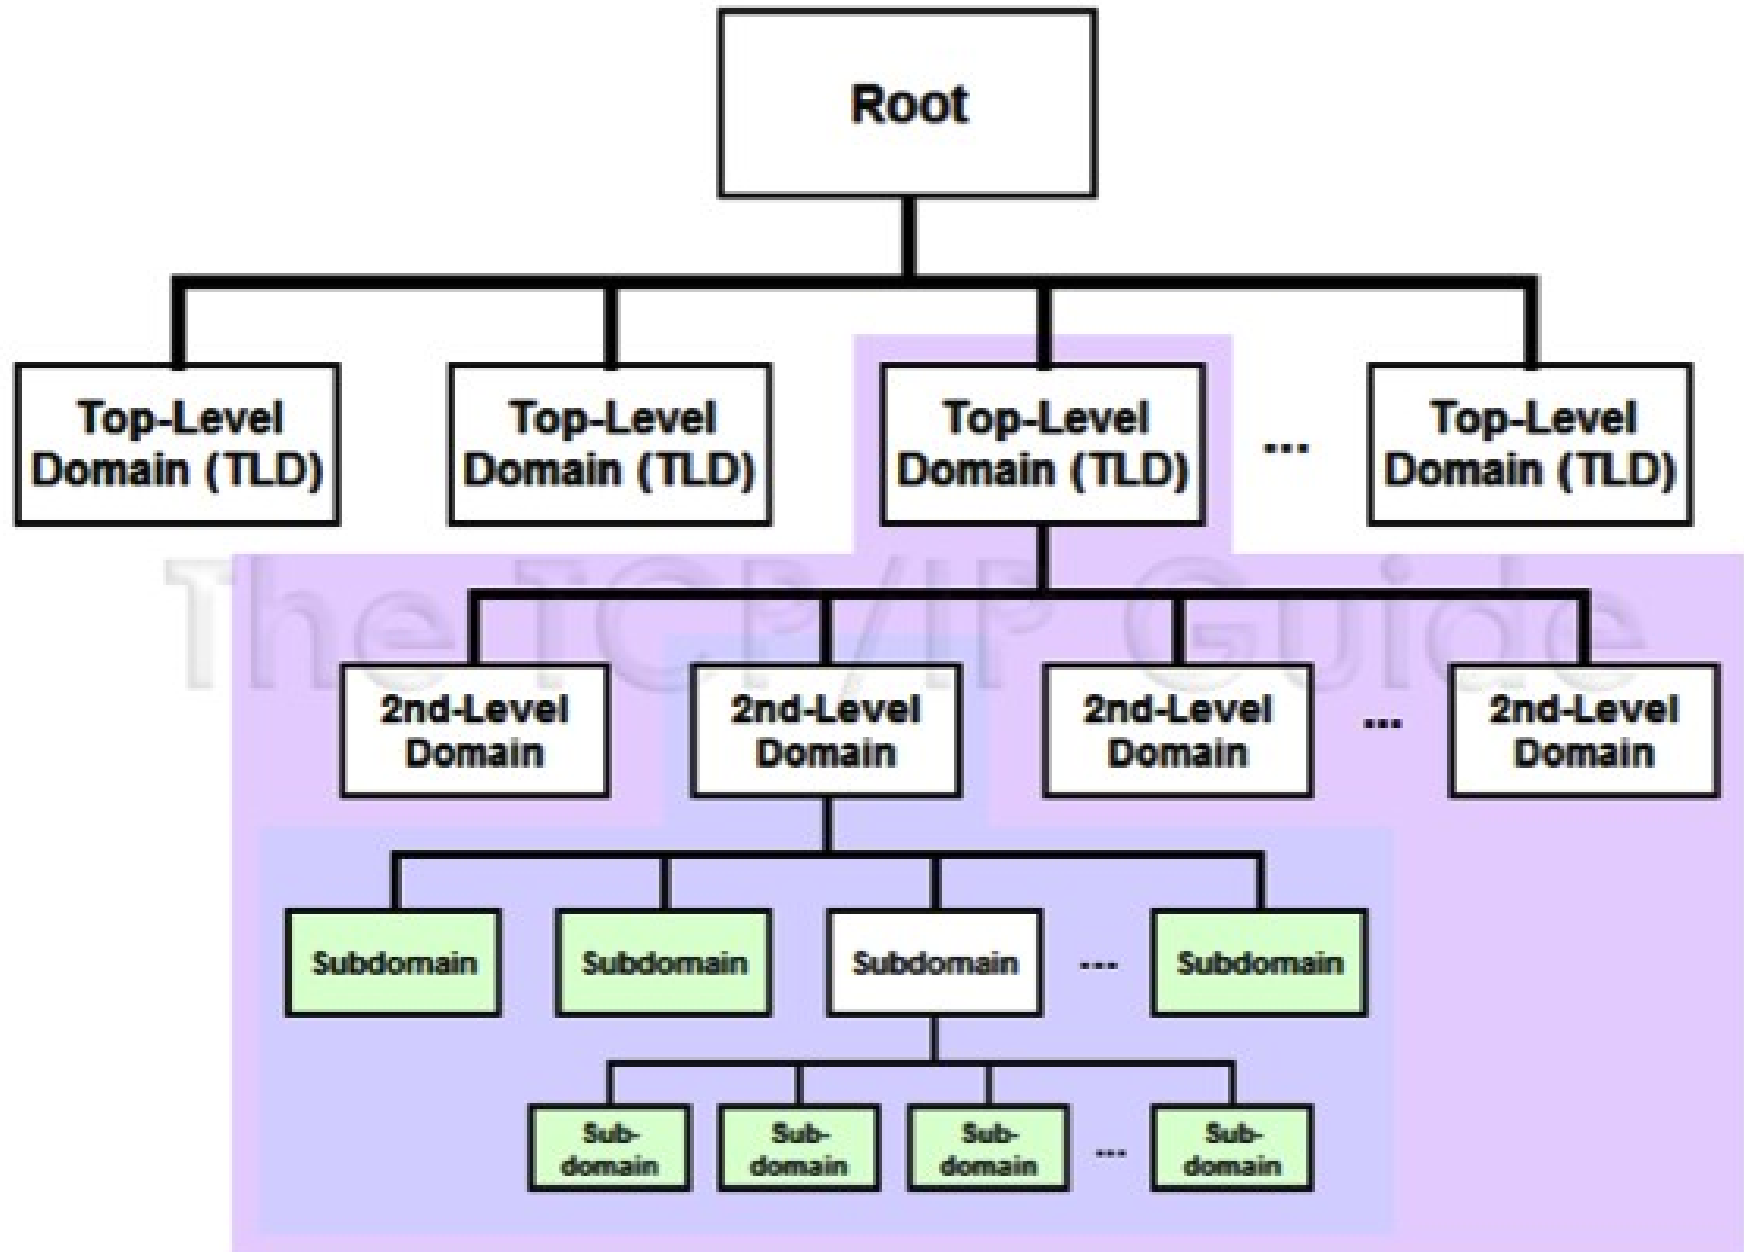 Root
Top-Level
Domain (TLD)
Top-Level
Domain (TLD)
Top-Level
Domain (TLD)
...
Top-Level
Domain (TLD)
The TCP/IP Guide
2nd-Level
Domain
2nd-Level
Domain
2nd-Level
Domain
...
2nd-Level
Domain
Subdomain
Subdomain
Subdomain
...
Subdomain
Sub-
domain
Sub-
domain
Sub-
domain
...
Sub-
domain